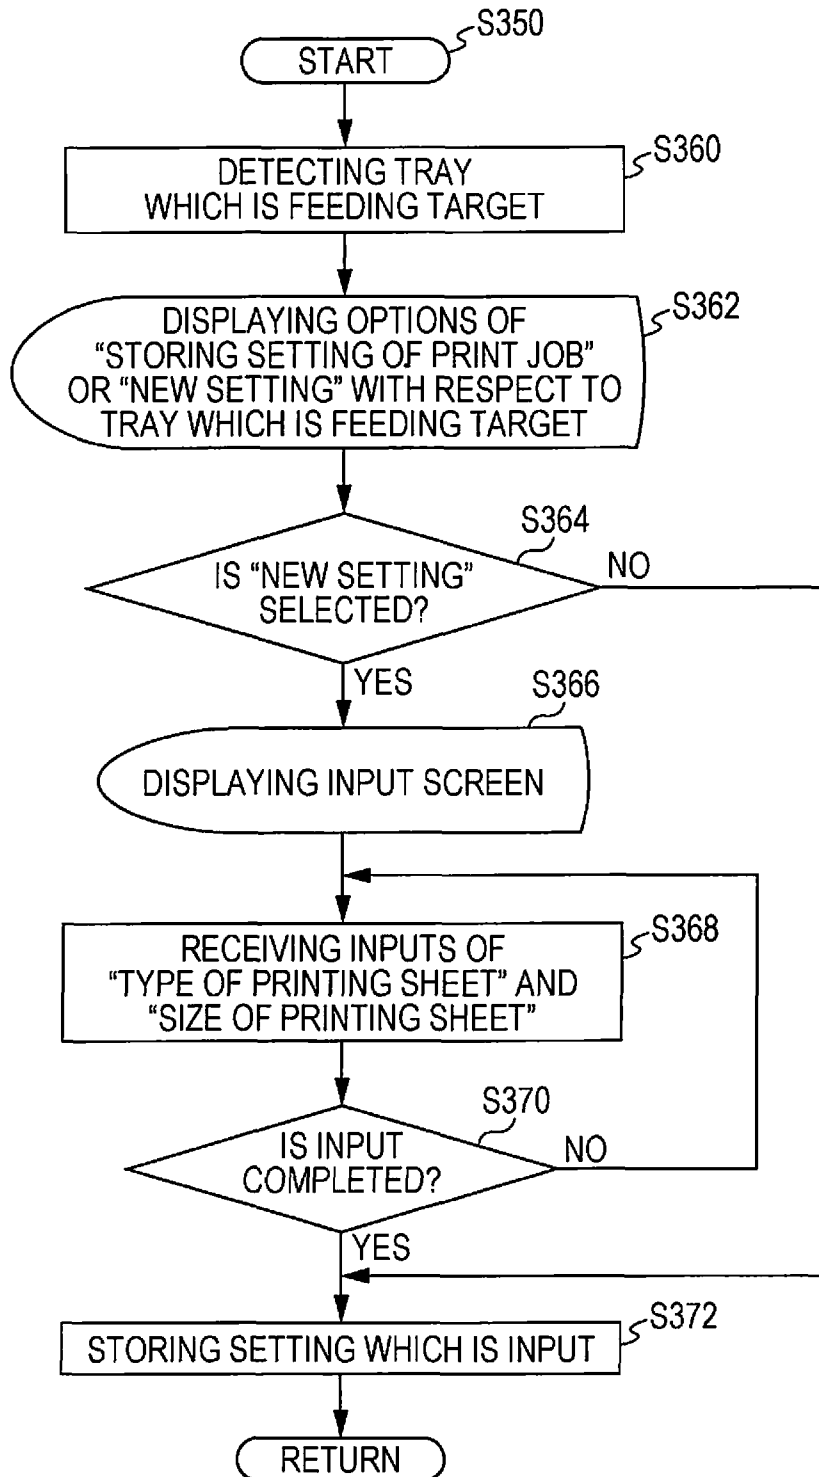 S350
START
S360
DETECTING TRAY
WHICH IS FEEDING TARGET
S362
DISPLAYING OPTIONS OF
“STORING SETTING OF PRINT JOB”
OR “NEW SETTING” WITH RESPECT TO
TRAY WHICH IS FEEDING TARGET
S364
IS “NEW SETTING”
SELECTED?
NO
YES
S366
DISPLAYING INPUT SCREEN
S368
RECEIVING INPUTS OF
“TYPE OF PRINTING SHEET” AND
“SIZE OF PRINTING SHEET”
S370
IS INPUT
COMPLETED?
NO
YES
S372
STORING SETTING WHICH IS INPUT
RETURN